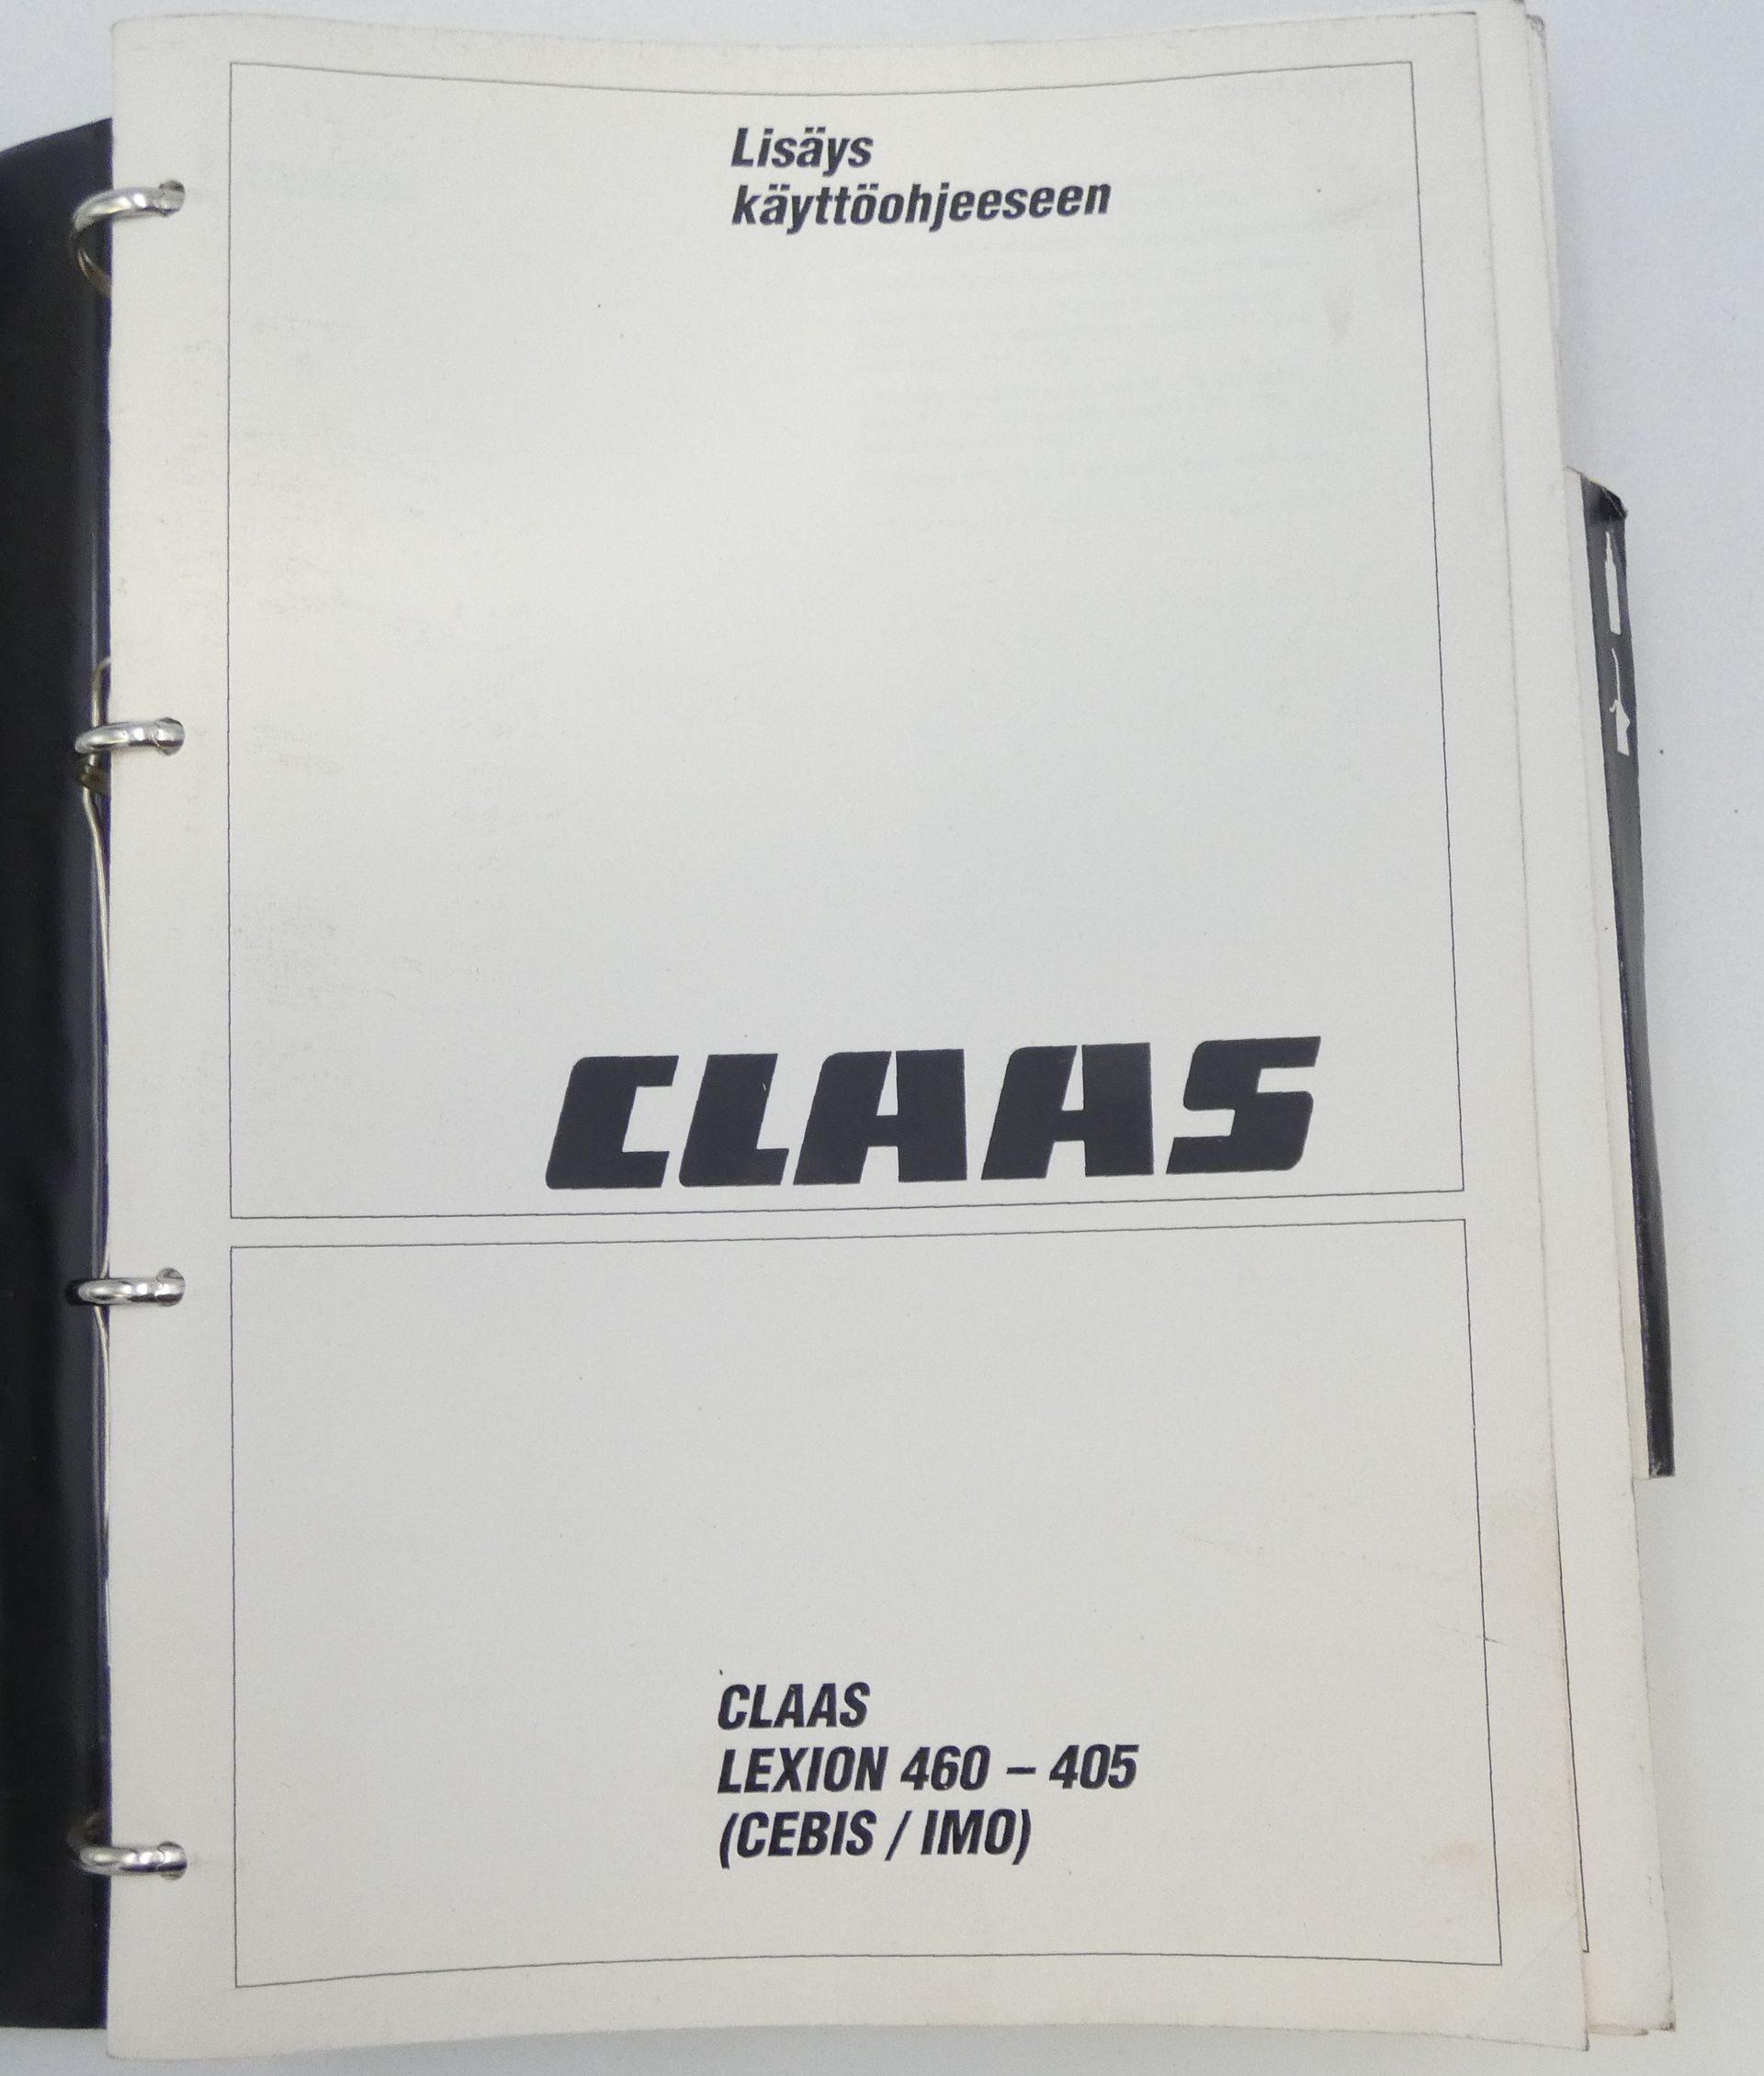 Lisäys
käyttöohjeeseen
CLAAS
CLAAS
LEXION 460 – 405
(CEBIS / IMO)